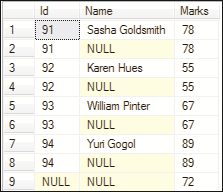 Id Name Marks
1 91 Sasha Goldsmith 78
2 91 NULL 78
3 92 Karen Hues 55
4 92 NULL 55
5 93 William Pinter 67
6 93 NULL 67
7 94 Yuri Gogol 89
8 94 NULL 89
9 NULL NULL 72